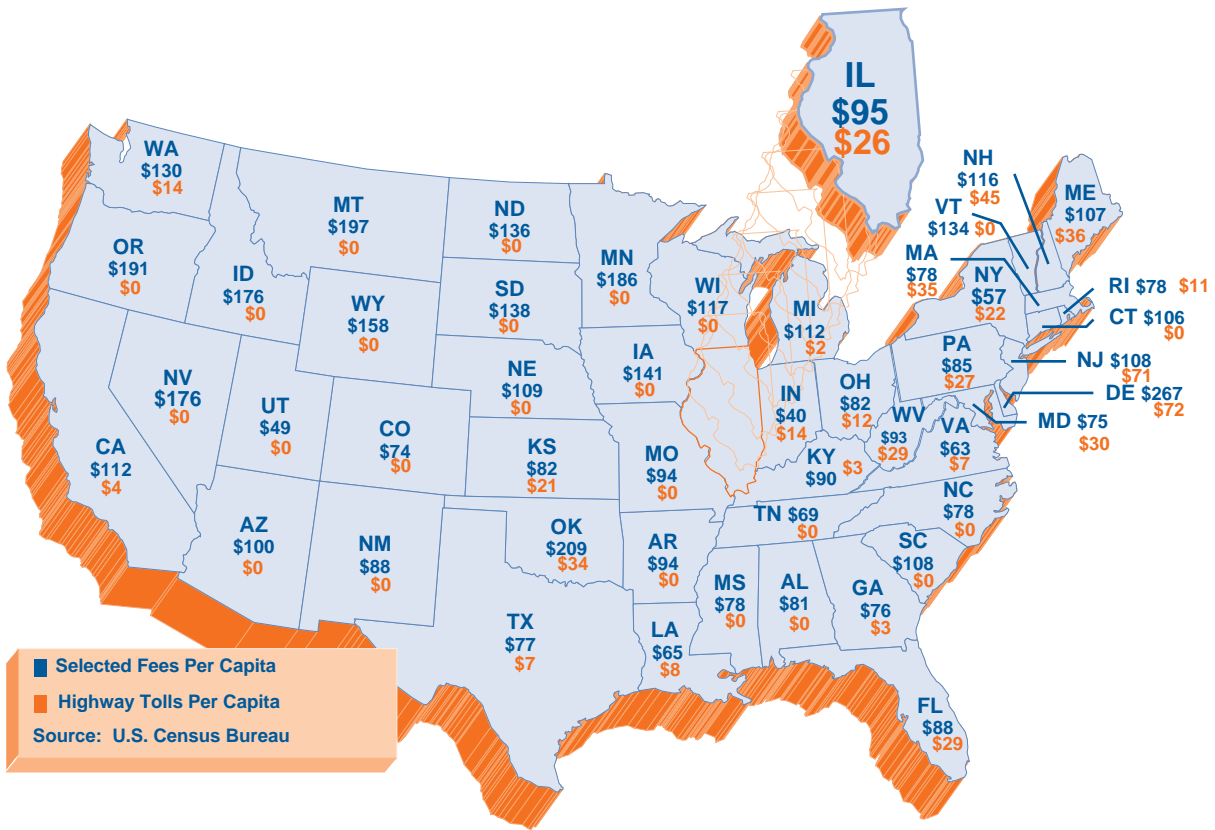 IL
$95
$26
WA
$130
$14
OR
$191
$0
CA
$112
$4
NV
$176
$0
ID
$176
$0
MT
$197
$0
WY
$158
$0
UT
$49
$0
AZ
$100
$0
CO
$74
$0
NM
$88
$0
ND
$136
$0
SD
$138
$0
NE
$109
$0
KS
$82
$21
OK
$209
$34
TX
$77
$7
MN
$186
$0
IA
$141
$0
MO
$94
$0
AR
$94
$0
LA
$65
$8
WI
$117
$0
MI
$112
$2
IN
$40
$14
OH
$82
$12
KY $3
$90
TN $69
$0
MS
$78
$0
AL
$81
$0
GA
$76
$3
FL
$88
$29
SC
$108
$0
NC
$78
$0
VA
$63
$7
WV
$93
$29
PA
$85
$27
NY
$57
$22
NH
$116
$45
VT
$134 $0
MA
$78
$35
ME
$107
$36
RI $78 $11
CT $106
$0
NJ $108
$71
DE $267
$72
MD $75
$30
Selected Fees Per Capita
Highway Tolls Per Capita
Source: U.S. Census Bureau